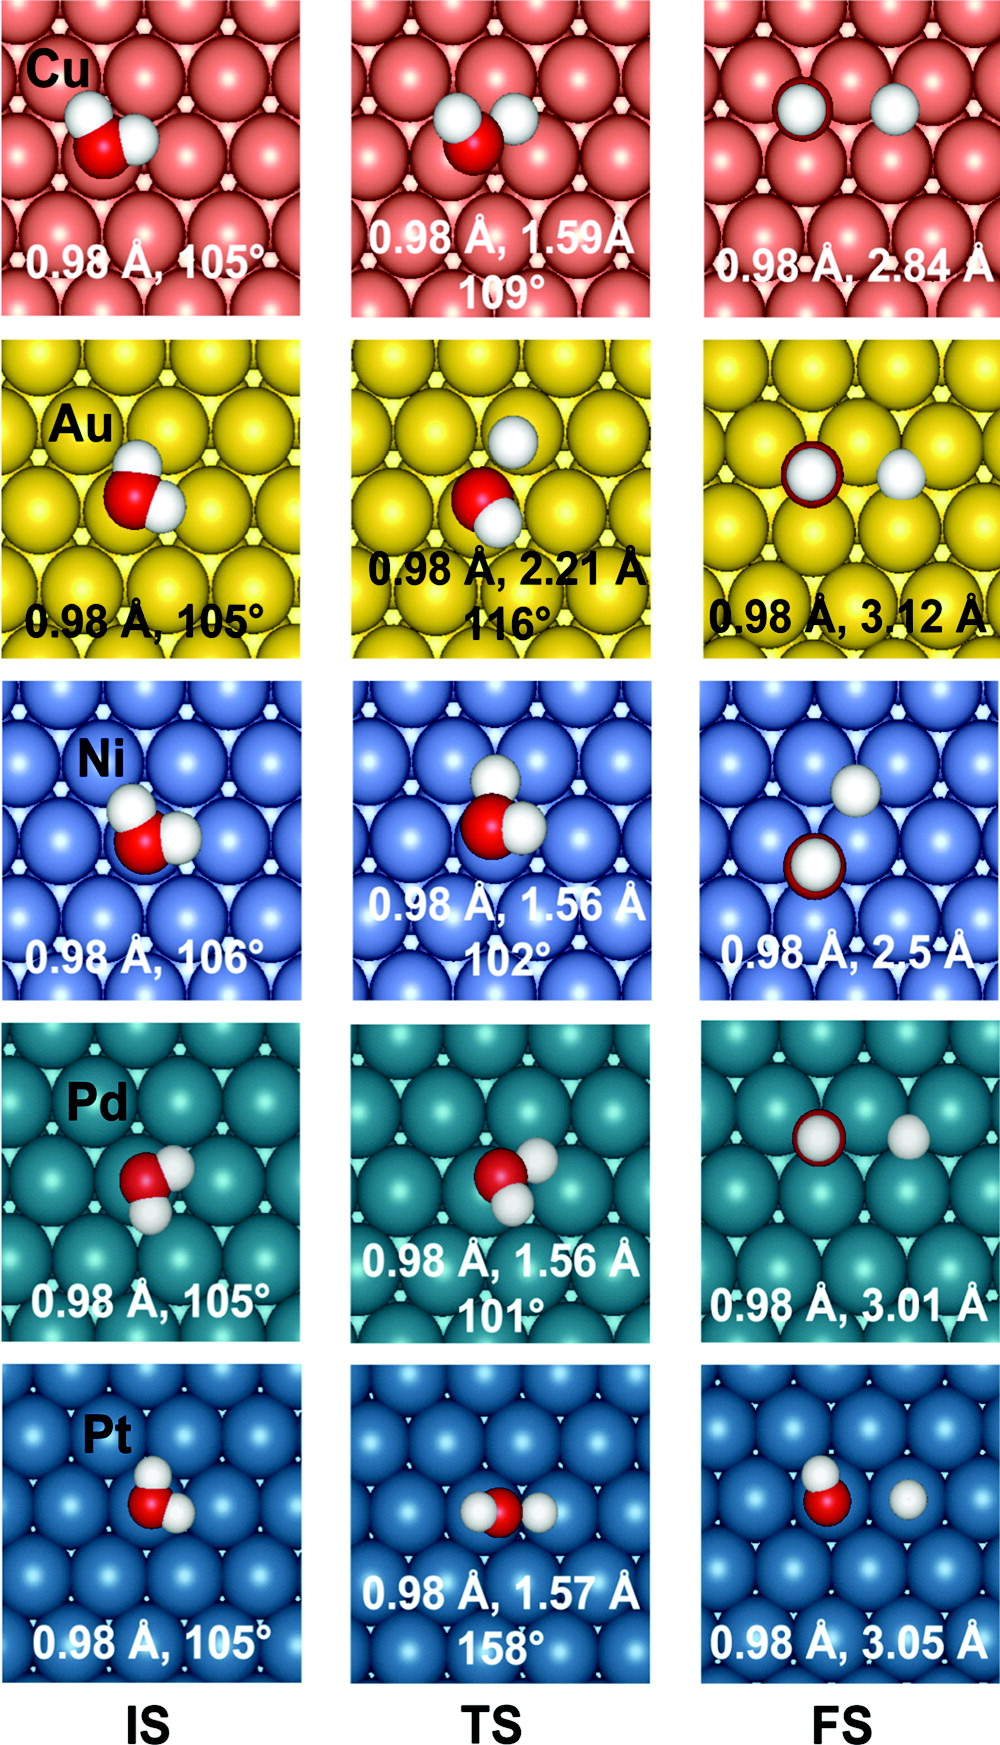 Cu
0.98 Å, 105°
0.98 Å, 1.59Å
109°
0.98 Å, 2.84 Å
Au
0.98 Å, 105°
0.98 Å, 2.21 Å
116°
0.98 Å, 3.12 Å
Ni
0.98 Å, 106°
0.98 Å, 1.56 Å
102°
0.98 Å, 2.5 Å
Pd
0.98 Å, 105°
0.98 Å, 1.56 Å
101°
0.98 Å, 3.01 Å
Pt
0.98 Å, 105°
0.98 Å, 1.57 Å
158°
0.98 Å, 3.05 Å
IS
TS
FS